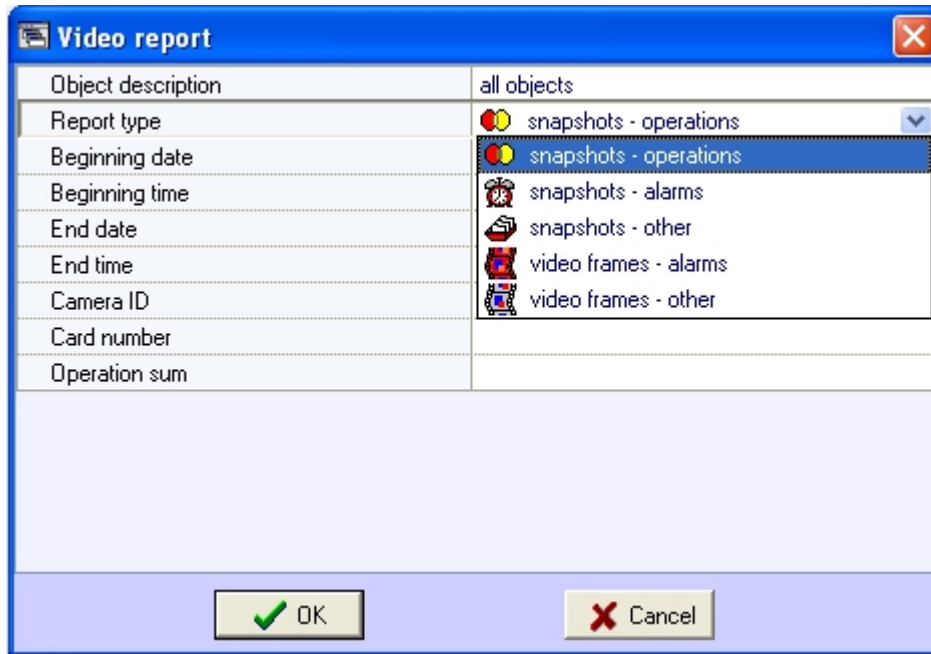 Video report
Object description all objects
Report type snapshots - operations
Beginning date snapshots - operations
Beginning time snapshots - alarms
End date snapshots - other
End time video frames - alarms
Camera ID video frames - other
Card number
Operation sum
OK Cancel